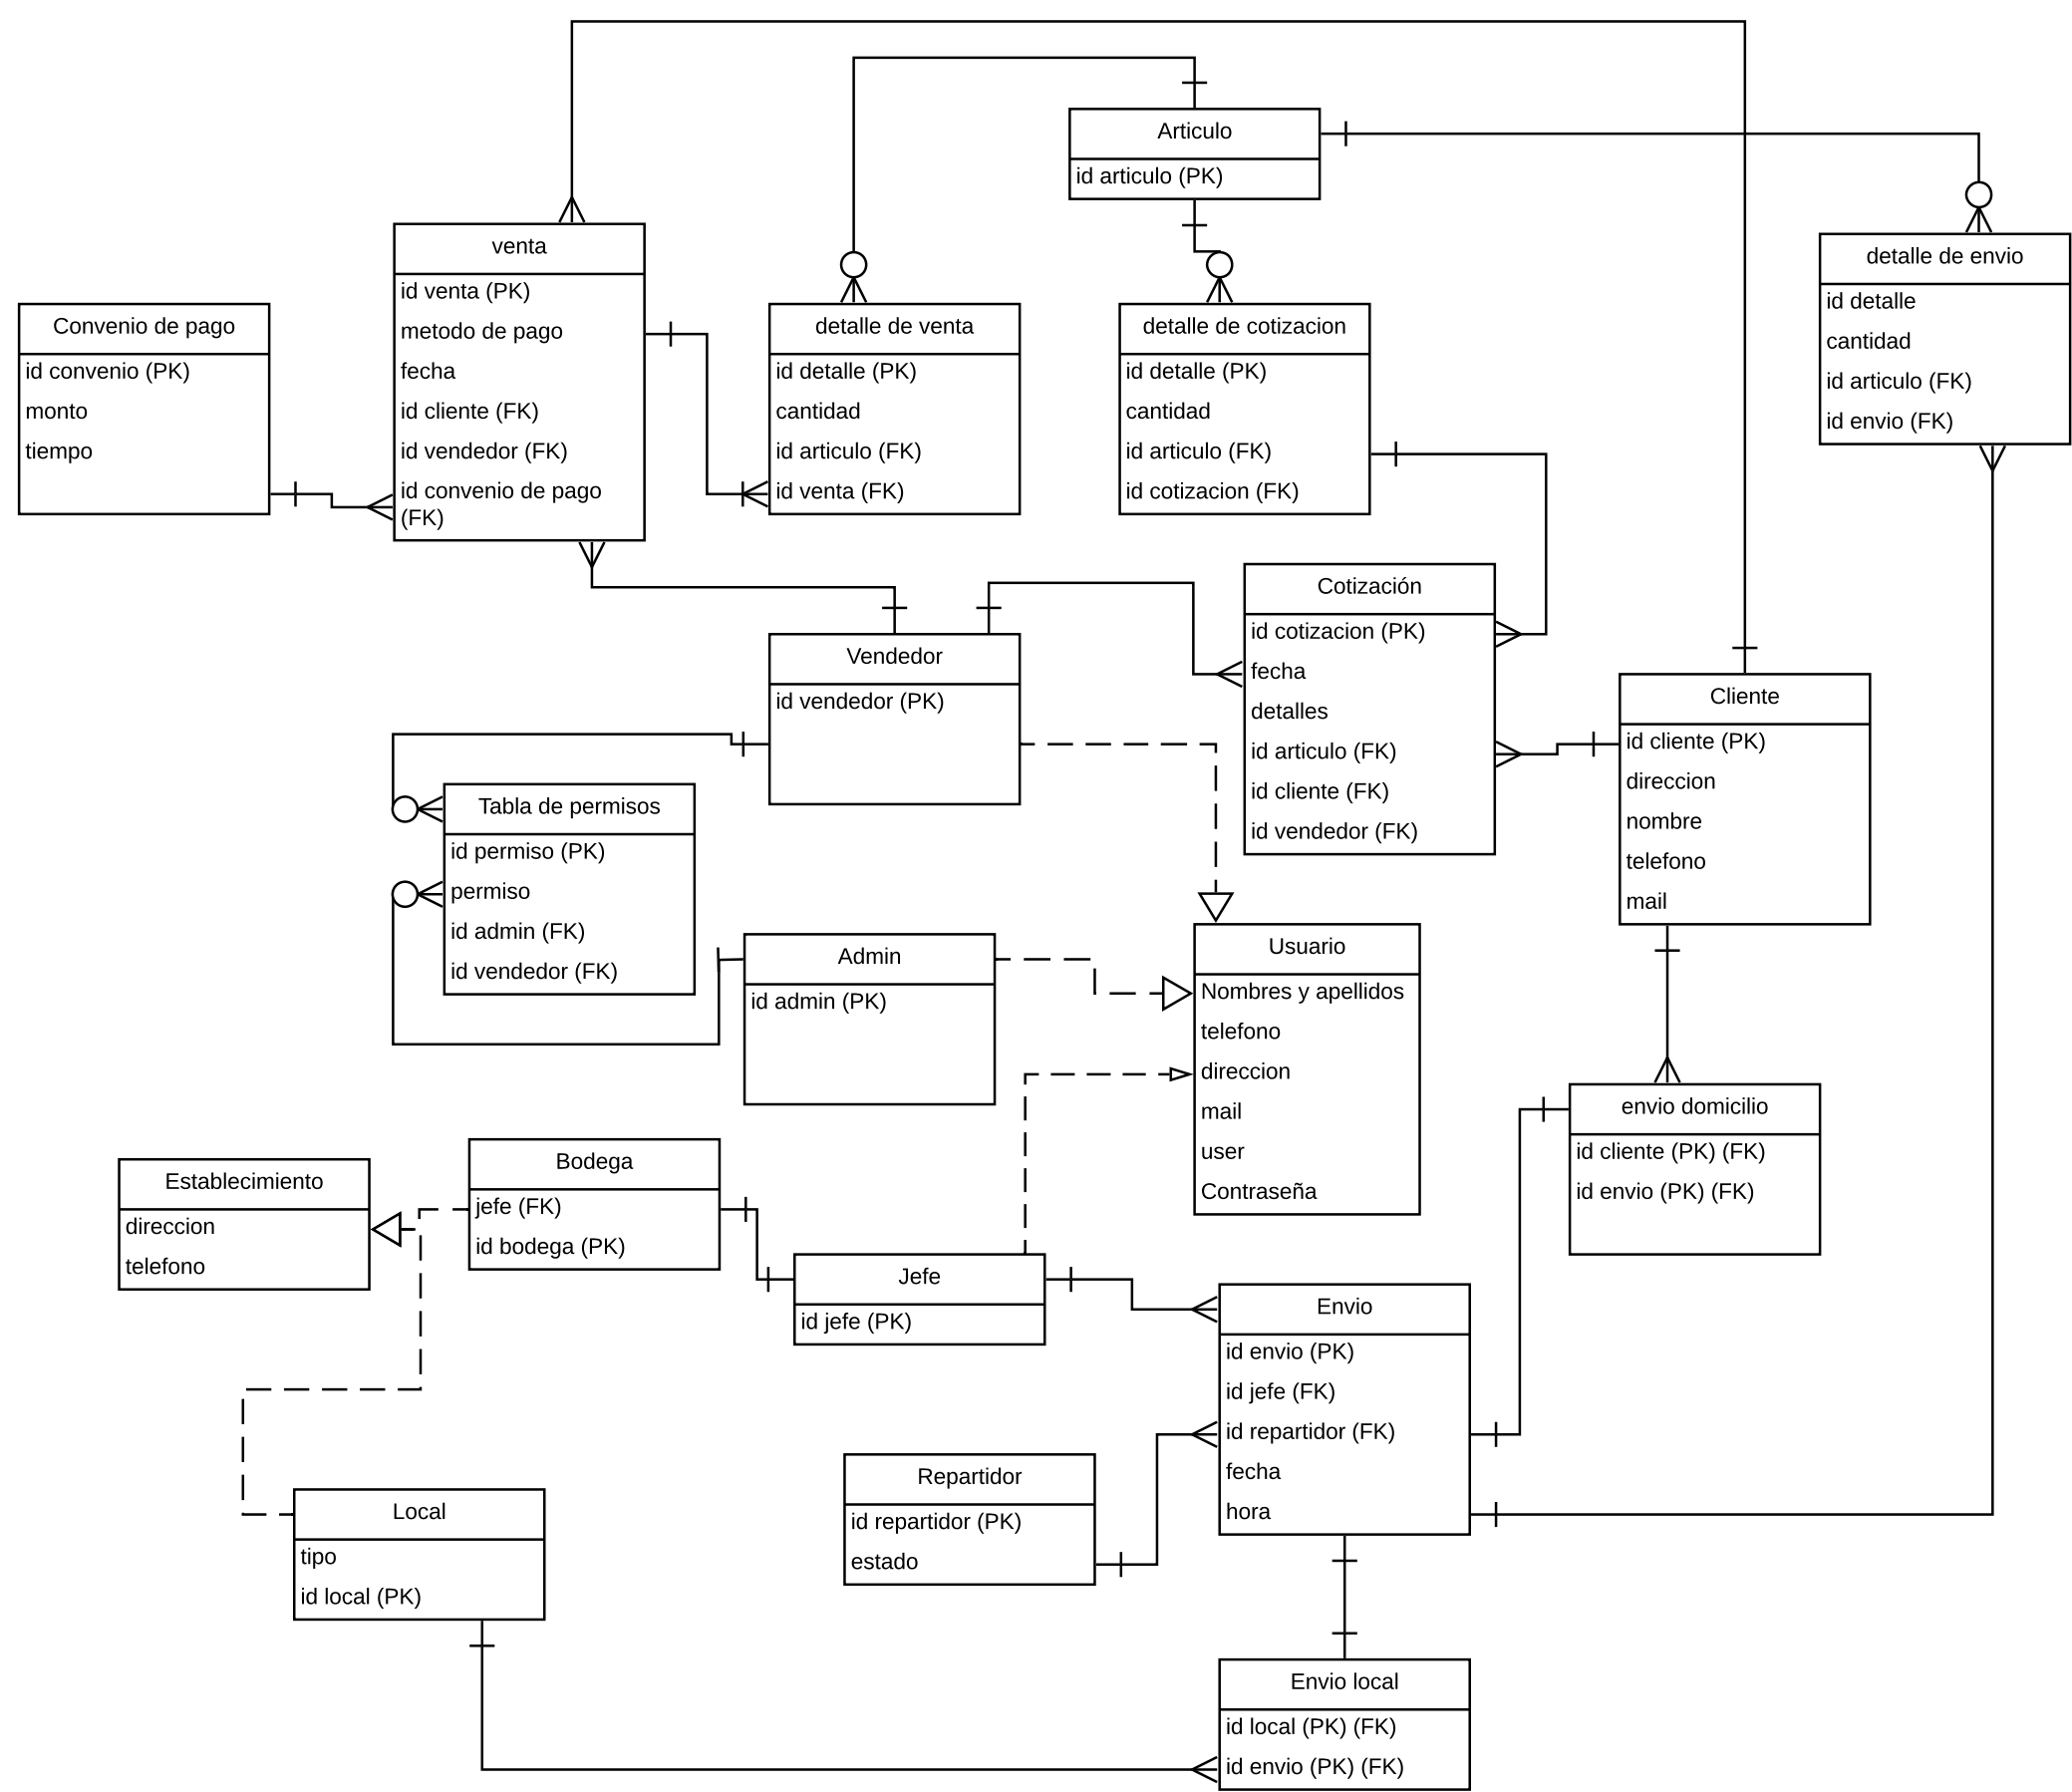 Articulo
id articulo (PK)
venta
id venta (PK)
metodo de pago
fecha
id cliente (FK)
id vendedor (FK)
id convenio de pago
(FK)
detalle de envio
id detalle
cantidad
id articulo (FK)
id envio (FK)
Convenio de pago
id convenio (PK)
monto
tiempo
detalle de venta
id detalle (PK)
cantidad
id articulo (FK)
id venta (FK)
detalle de cotizacion
id detalle (PK)
cantidad
id articulo (FK)
id cotizacion (FK)
Cotización
id cotizacion (PK)
fecha
detalles
id articulo (FK)
id cliente (FK)
id vendedor (FK)
Vendedor
id vendedor (PK)
Cliente
id cliente (PK)
direccion
nombre
telefono
mail
Tabla de permisos
id permiso (PK)
permiso
id admin (FK)
id vendedor (FK)
Admin
id admin (PK)
Usuario
Nombres y apellidos
telefono
direccion
mail
user
Contraseña
envio domicilio
id cliente (PK) (FK)
id envio (PK) (FK)
Establecimiento
direccion
telefono
Bodega
jefe (FK)
id bodega (PK)
Jefe
id jefe (PK)
Envio
id envio (PK)
id jefe (FK)
id repartidor (FK)
fecha
hora
Repartidor
id repartidor (PK)
estado
Local
tipo
id local (PK)
Envio local
id local (PK) (FK)
id envio (PK) (FK)